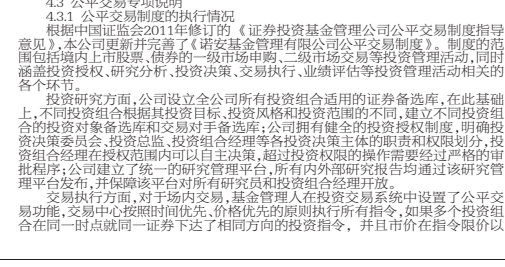 4.3 公平交易专项说明
4.3.1 公平交易制度的执行情况
根据中国证监会2011年修订的《证券投资基金管理公司公平交易制度指导
意见》,本公司更新并完善了《诺安基金管理有限公司公平交易制度》。制度的范
围包括境内上市股票、债券的一级市场申购、二级市场交易等投资管理活动,同时
涵盖投资授权、研究分析、投资决策、交易执行、业绩评估等投资管理活动相关的
各个环节。
投资研究方面,公司设立全公司所有投资组合适用的证券备选库,在此基础
上,不同投资组合根据其投资目标、投资风格和投资范围的不同,建立不同投资组
合的投资对象备选库和交易对手备选库;公司拥有健全的投资授权制度,明确投
资决策委员会、投资总监、投资组合经理等各投资决策主体的职责和权限划分,投
资组合经理在授权范围内可以自主决策,超过投资权限的操作需要经过严格的审
批程序;公司建立了统一的研究管理平台,所有内外部研究报告均通过该研究管
理平台发布,并保障该平台对所有研究员和投资组合经理开放。
交易执行方面,对于场内交易,基金管理人在投资交易系统中设置了公平交
易功能,交易中心按照时间优先、价格优先的原则执行所有指令,如果多个投资组
合在同一时点就同一证券下达了相同方向的投资指令,并且市价在指令限价以